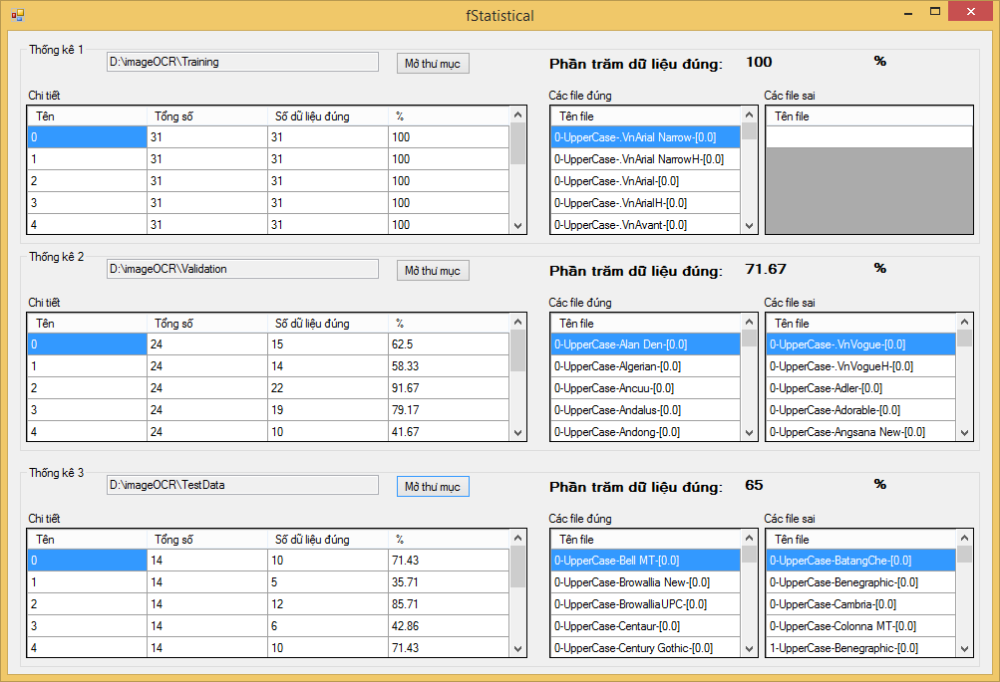 fStatistical
Thống kê 1
D:\imageOCR\Training
Mở thư mục
Phần trăm dữ liệu đúng: 100 %
Chi tiết
Các file đúng
Các file sai
Tên Tổng số Số dữ liệu đúng %
0 31 31 100
1 31 31 100
2 31 31 100
3 31 31 100
4 31 31 100
Tên file
0-UpperCase-.VnArial Narrow-[0.0]
0-UpperCase-.VnArial NarrowH-[0.0]
0-UpperCase-.VnArial-[0.0]
0-UpperCase-.VnArialH-[0.0]
0-UpperCase-.VnAvant-[0.0]
Tên file
Thống kê 2
D:\imageOCR\Validation
Mở thư mục
Phần trăm dữ liệu đúng: 71.67 %
Chi tiết
Các file đúng
Các file sai
Tên Tổng số Số dữ liệu đúng %
0 24 15 62.5
1 24 14 58.33
2 24 22 91.67
3 24 19 79.17
4 24 10 41.67
Tên file
0-UpperCase-Alan Den-[0.0]
0-UpperCase-Algerian-[0.0]
0-UpperCase-Ancuu-[0.0]
0-UpperCase-Andalus-[0.0]
0-UpperCase-Andong-[0.0]
Tên file
0-UpperCase-.VnVogue-[0.0]
0-UpperCase-.VnVogueH-[0.0]
0-UpperCase-Adler-[0.0]
0-UpperCase-Adorable-[0.0]
0-UpperCase-Angsana New-[0.0]
Thống kê 3
D:\imageOCR\TestData
Mở thư mục
Phần trăm dữ liệu đúng: 65 %
Chi tiết
Các file đúng
Các file sai
Tên Tổng số Số dữ liệu đúng %
0 14 10 71.43
1 14 5 35.71
2 14 12 85.71
3 14 6 42.86
4 14 10 71.43
Tên file
0-UpperCase-Bell MT-[0.0]
0-UpperCase-Browallia New-[0.0]
0-UpperCase-BrowalliaUPC-[0.0]
0-UpperCase-Centaur-[0.0]
0-UpperCase-Century Gothic-[0.0]
Tên file
0-UpperCase-BatangChe-[0.0]
0-UpperCase-Benegraphic-[0.0]
0-UpperCase-Cambria-[0.0]
0-UpperCase-Colonna MT-[0.0]
1-UpperCase-Benegraphic-[0.0]